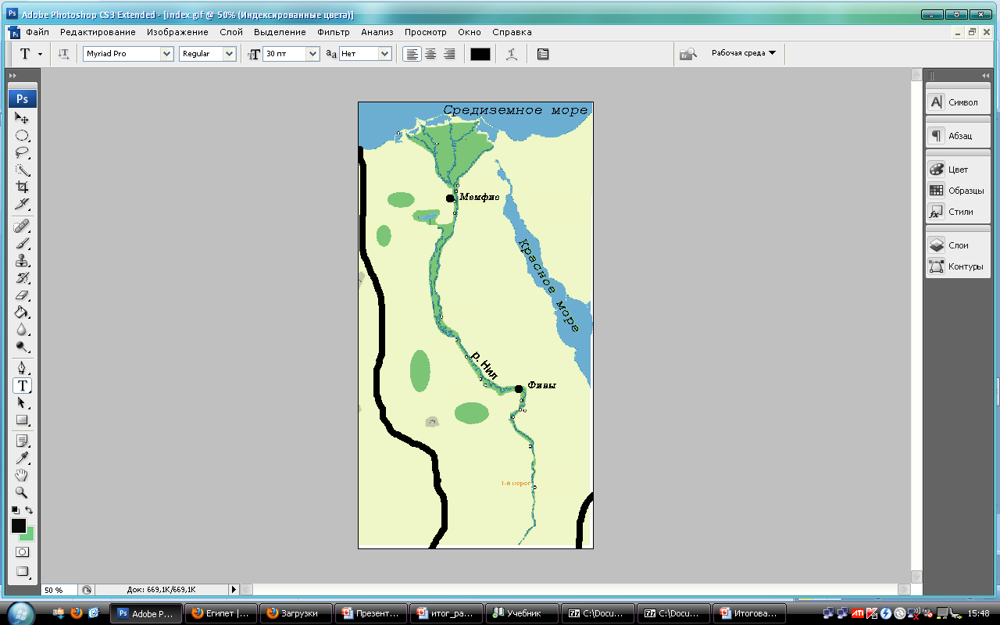 Adobe Photoshop CS3 Extended - [index.gif @ 50% (Индексированные цвета)]
Файл Редактирование Изображение Слой Выделение Фильтр Анализ Просмотр Окно Справка
T Myriad Pro Regular 30 пт aа Нет Рабочая среда
Ps
Средиземное море
Мемфис
Красное море
р. Нил
Фивы
1-й порог
Символ
Абзац
Цвет
Образцы
Стили
Слои
Контуры
50 % Док: 669,1K/669,1K
Adobe P... Египет |... Загрузки Презент... итог_ра... Учебник C:\Docu... C:\Docu... Итогова... 15:48